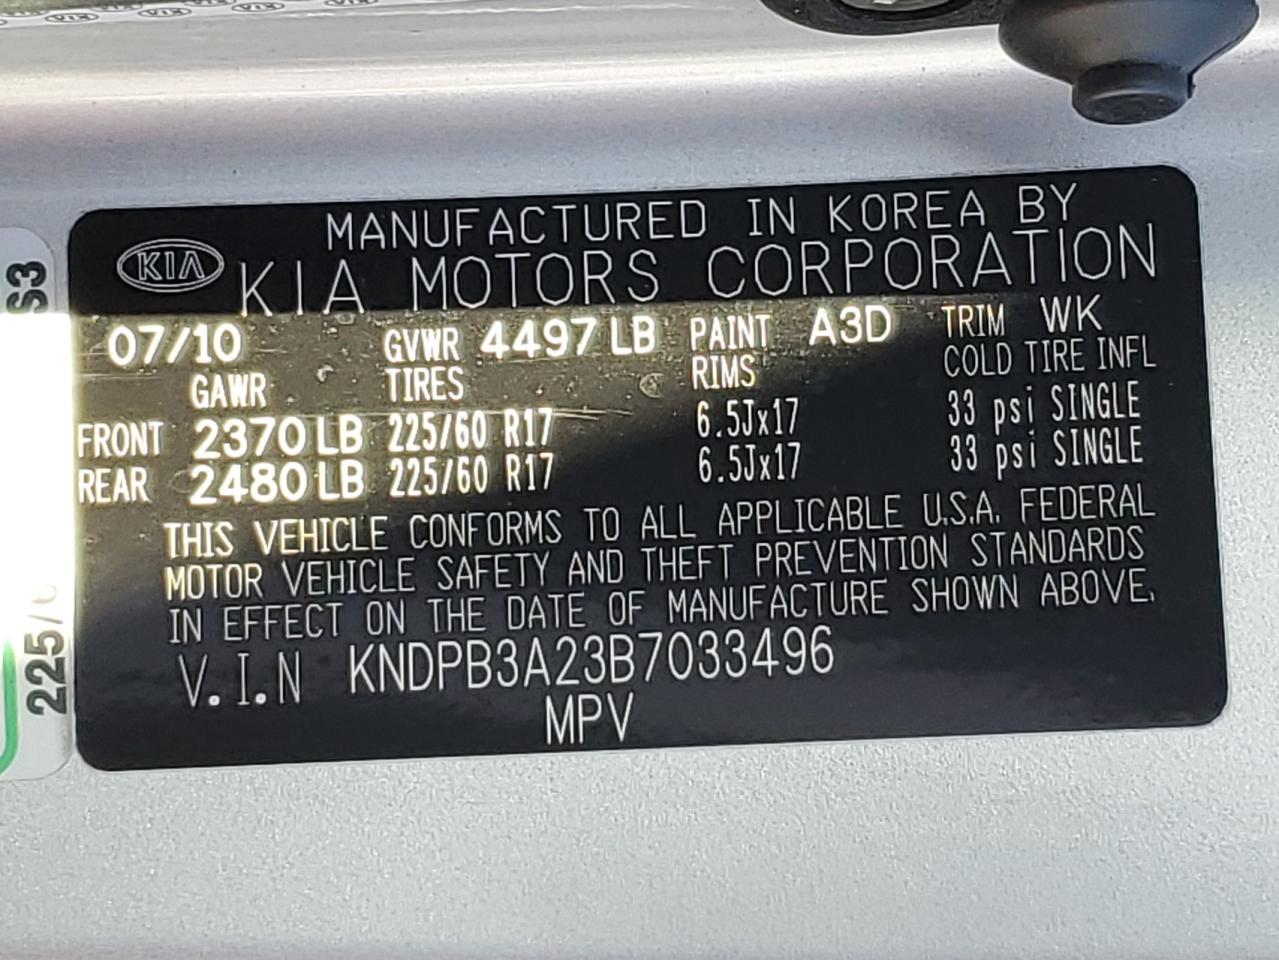 MANUFACTURED IN KOREA BY
KIA KIA MOTORS CORPORATION
07/10 GVWR 4497 LB PAINT A3D TRIM WK
GAWR TIRES RIMS COLD TIRE INFL
FRONT 2370 LB 225/60 R17 6.5Jx17 33 psi SINGLE
REAR 2480 LB 225/60 R17 6.5Jx17 33 psi SINGLE
THIS VEHICLE CONFORMS TO ALL APPLICABLE U.S.A. FEDERAL
MOTOR VEHICLE SAFETY AND THEFT PREVENTION STANDARDS
IN EFFECT ON THE DATE OF MANUFACTURE SHOWN ABOVE.
V.I.N KNDPB3A23B7033496
MPV